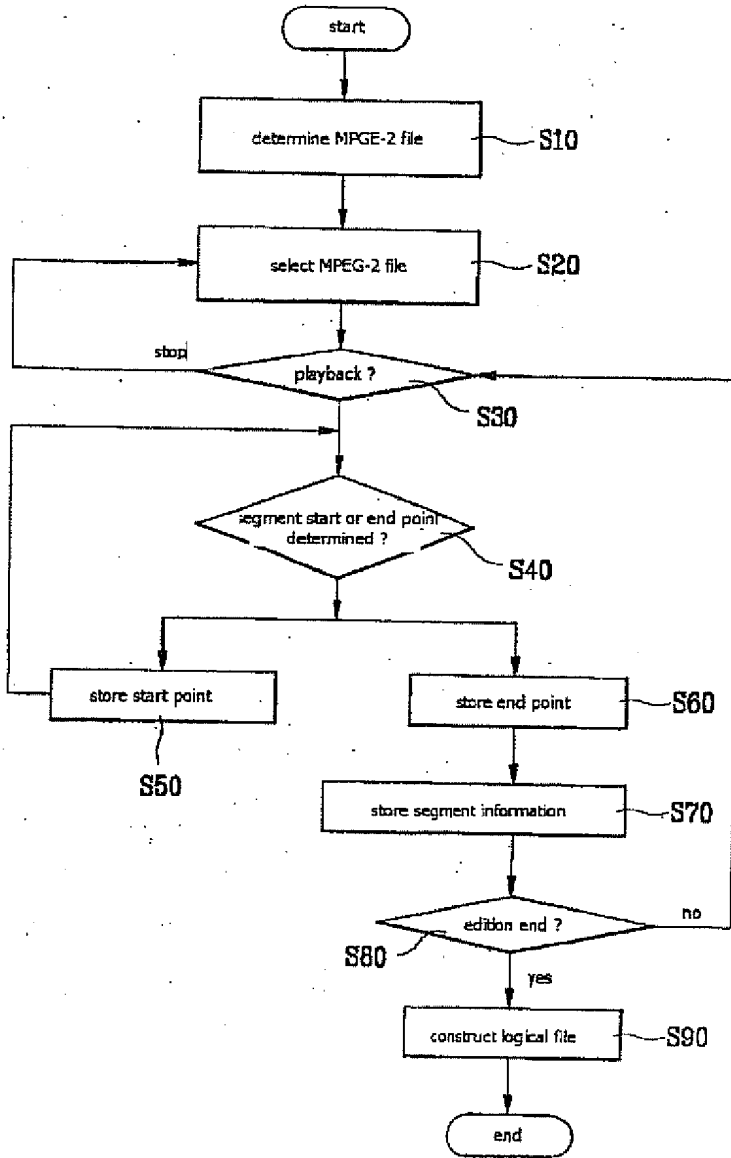 start
determine MPGE-2 file
S10
select MPEG-2 file
S20
stop
playback ?
S30
segment start or end point
determined ?
S40
store start point
S50
store end point
S60
store segment information
S70
edition end ?
S80
no
yes
construct logical file
S90
end